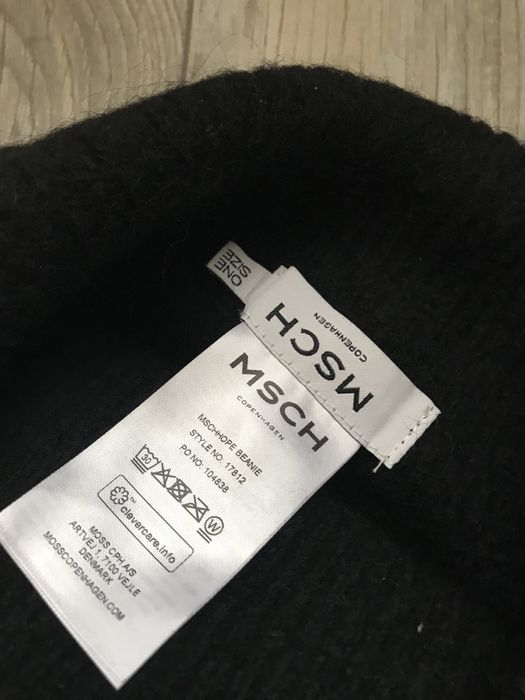 ONE
SIZE
MSCH
COPENHAGEN
MSCH
COPENHAGEN
MSCHHOPE BEANIE
STYLE NO. 17812
PO NO: 104838
30
W
™
clevercare.info
MOSS CPH A/S
ARTVEJ 1, 7100 VEJLE
DENMARK
MOSSCOPENHAGEN.COM